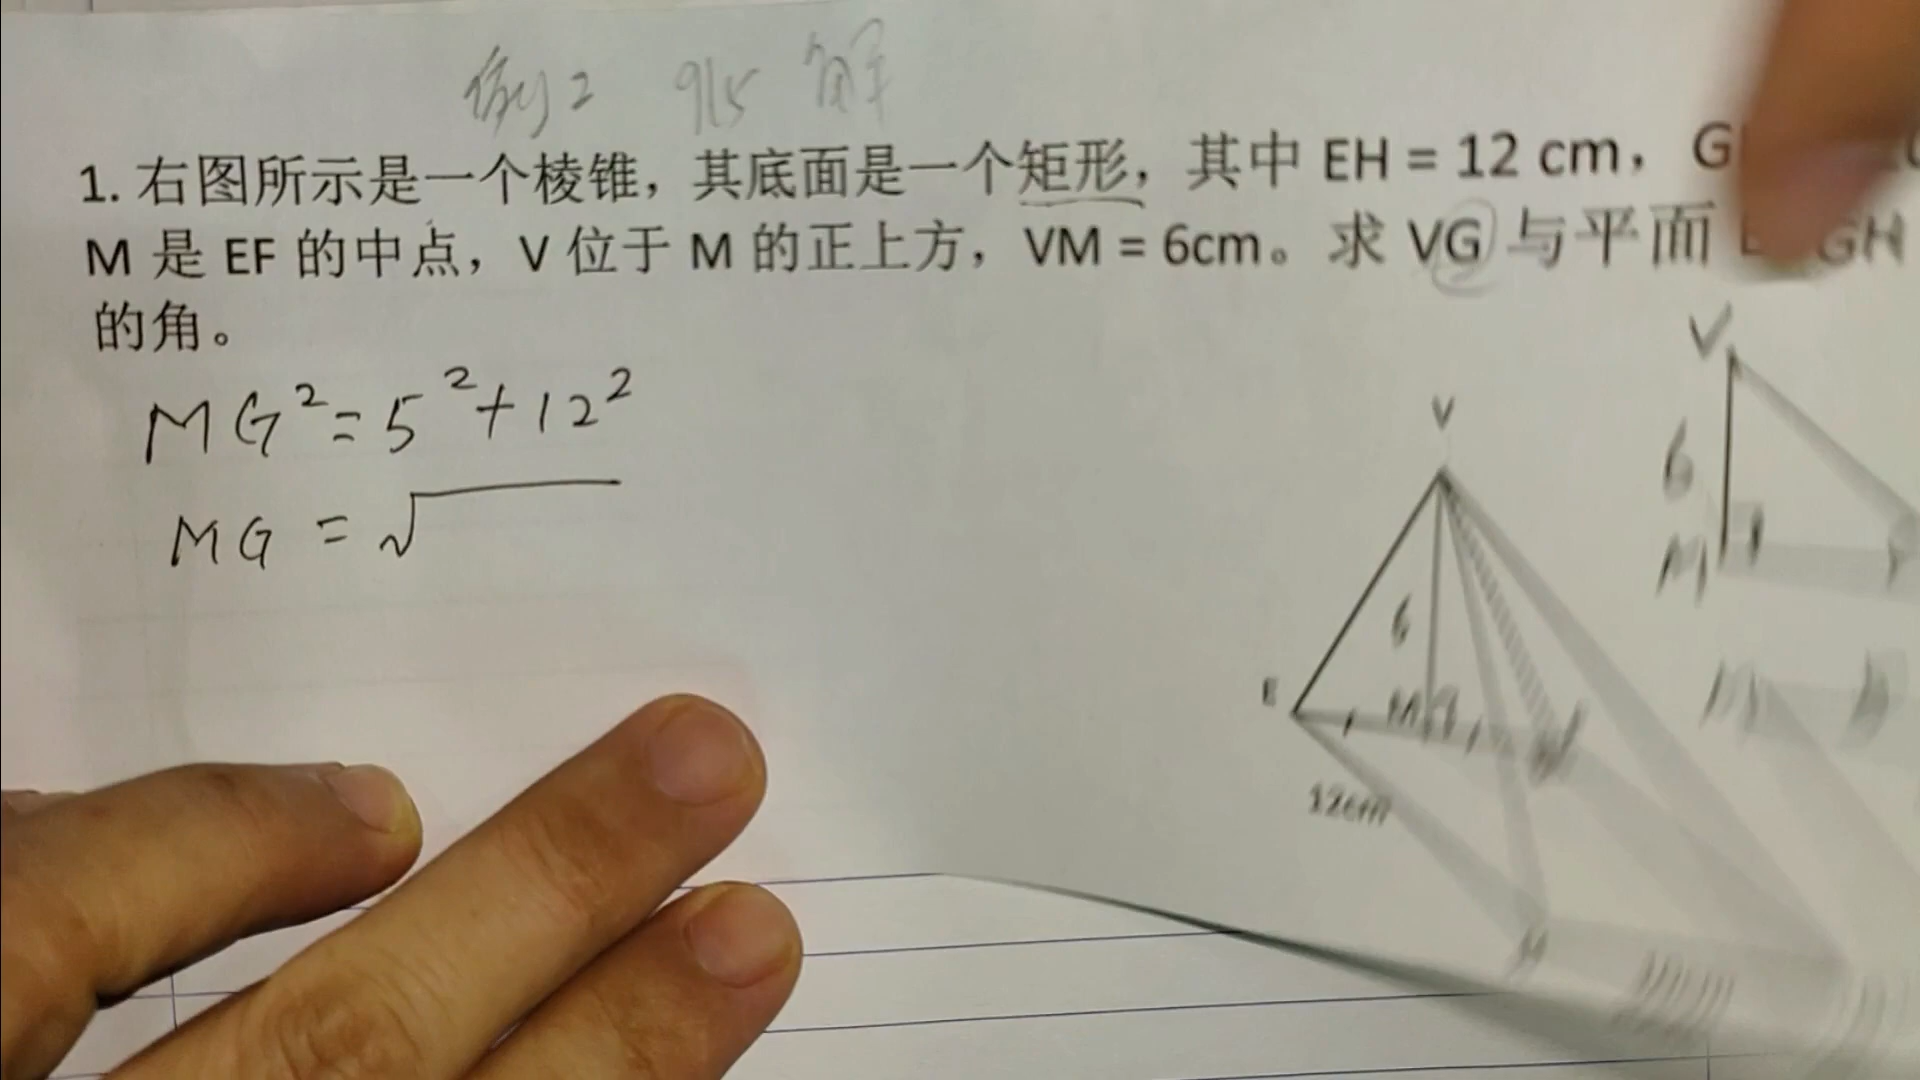 例2 915 解
1. 右图所示是一个棱锥，其底面是一个矩形，其中 EH = 12 cm，G
M 是 EF 的中点，V 位于 M 的正上方，VM = 6cm。求 VG 与平面 GH
的角。
MG² = 5² + 12²
MG = √
V
6
M
V
6
E
M
12cm
H
M